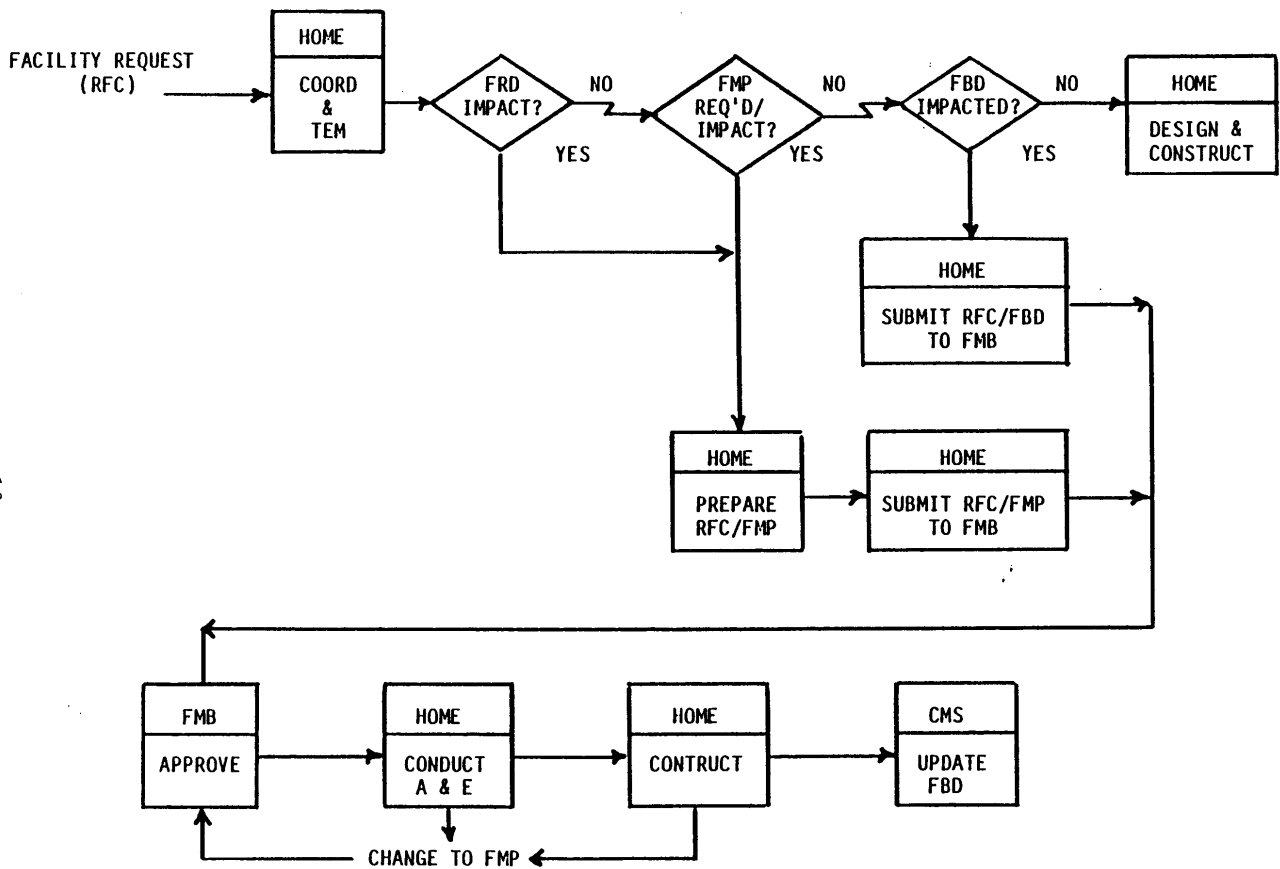 FACILITY REQUEST
(RFC)
HOME
COORD
&
TEM
FRD
IMPACT?
NO
YES
FMP
REQ'D/
IMPACT?
NO
YES
FBD
IMPACTED?
NO
YES
HOME
DESIGN &
CONSTRUCT
HOME
SUBMIT RFC/FBD
TO FMB
HOME
PREPARE
RFC/FMP
HOME
SUBMIT RFC/FMP
TO FMB
FMB
APPROVE
HOME
CONDUCT
A & E
HOME
CONTRUCT
CMS
UPDATE
FBD
CHANGE TO FMP